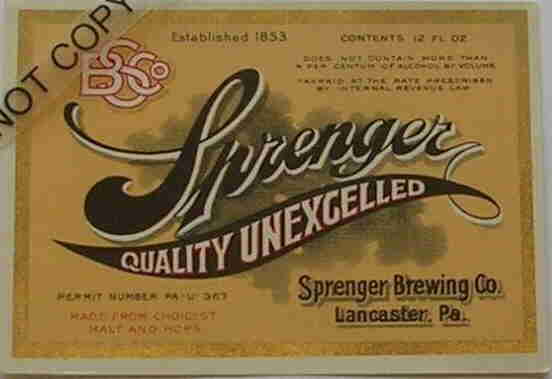 NOT COPY
BSCo
Established 1853
CONTENTS 12 FL OZ
DOES NOT CONTAIN MORE THAN
4 PER CENTUM OF ALCOHOL BY VOLUME
TAXPAID AT THE RATE PRESCRIBED
BY INTERNAL REVENUE LAW
Sprenger
QUALITY UNEXCELLED
PERMIT NUMBER PA-U-367
MADE FROM CHOICEST
MALT AND HOPS
Sprenger Brewing Co.
Lancaster, Pa.